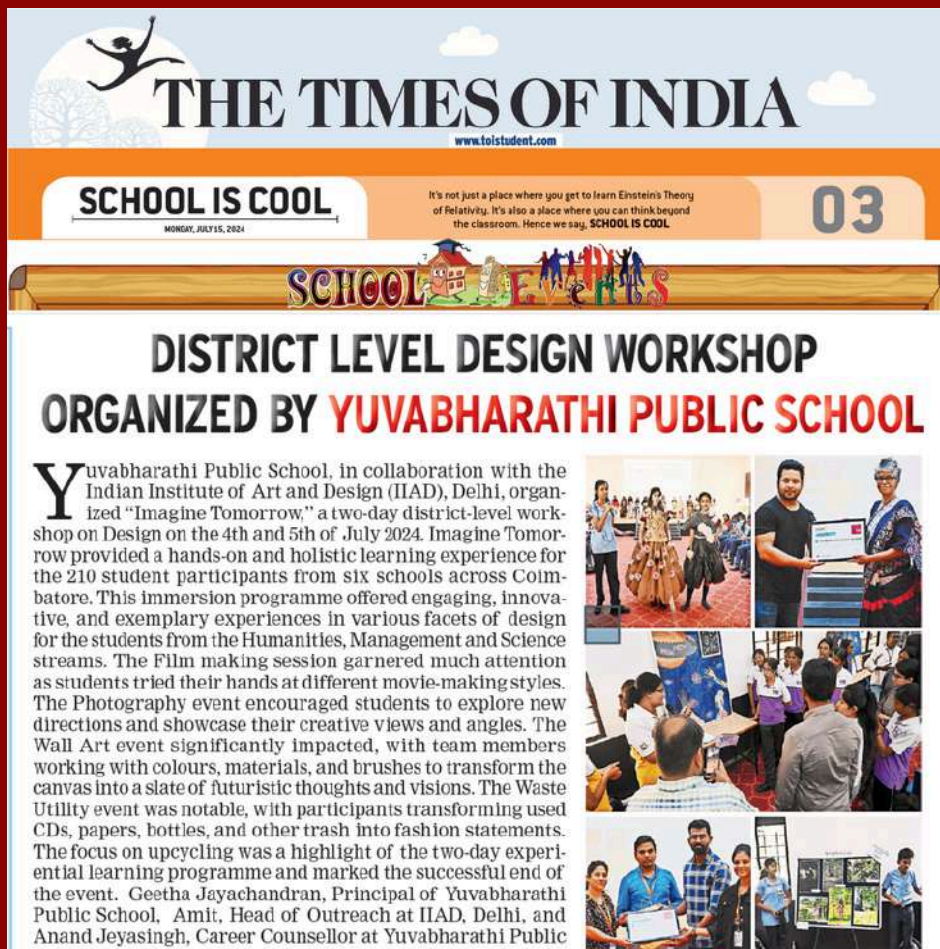 THE TIMES OF INDIA
www.toistudent.com
SCHOOL IS COOL
MONDAY, JULY 15, 2024
It's not just a place where you get to learn Einstein's Theory
of Relativity. It's also a place where you can think beyond
the classroom. Hence we say, SCHOOL IS COOL
03
SCHOOL EVENTS
DISTRICT LEVEL DESIGN WORKSHOP
ORGANIZED BY YUVABHARATHI PUBLIC SCHOOL
Yuvabharathi Public School, in collaboration with the
Indian Institute of Art and Design (IIAD), Delhi, organ-
ized “Imagine Tomorrow,” a two-day district-level work-
shop on Design on the 4th and 5th of July 2024. Imagine Tomor-
row provided a hands-on and holistic learning experience for
the 210 student participants from six schools across Coim-
batore. This immersion programme offered engaging, innova-
tive, and exemplary experiences in various facets of design
for the students from the Humanities, Management and Science
streams. The Film making session garnered much attention
as students tried their hands at different movie-making styles.
The Photography event encouraged students to explore new
directions and showcase their creative views and angles. The
Wall Art event significantly impacted, with team members
working with colours, materials, and brushes to transform the
canvas into a slate of futuristic thoughts and visions. The Waste
Utility event was notable, with participants transforming used
CDs, papers, bottles, and other trash into fashion statements.
The focus on upcycling was a highlight of the two-day experi-
ential learning programme and marked the successful end of
the event. Geetha Jayachandran, Principal of Yuvabharathi
Public School, Amit, Head of Outreach at IIAD, Delhi, and
Anand Jeyasingh, Career Counsellor at Yuvabharathi Public